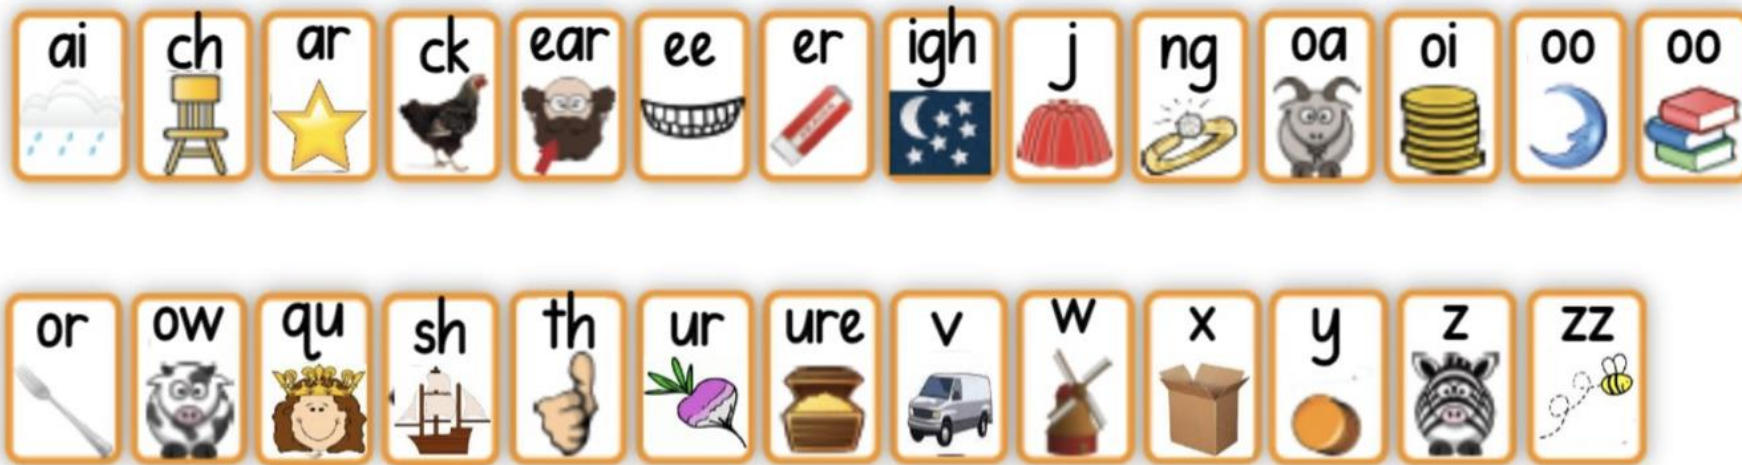 ai ch ar ck ear ee er igh j ng oa oi oo oo
or ow qu sh th ur ure v w x y z zz